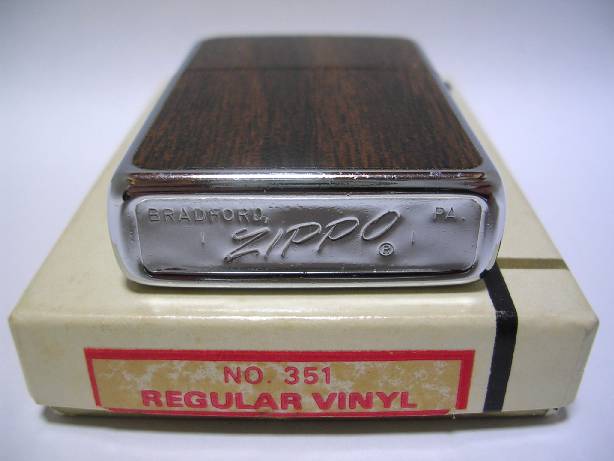 BRADFORD, PA.
ZIPPO ®
NO. 351
REGULAR VINYL